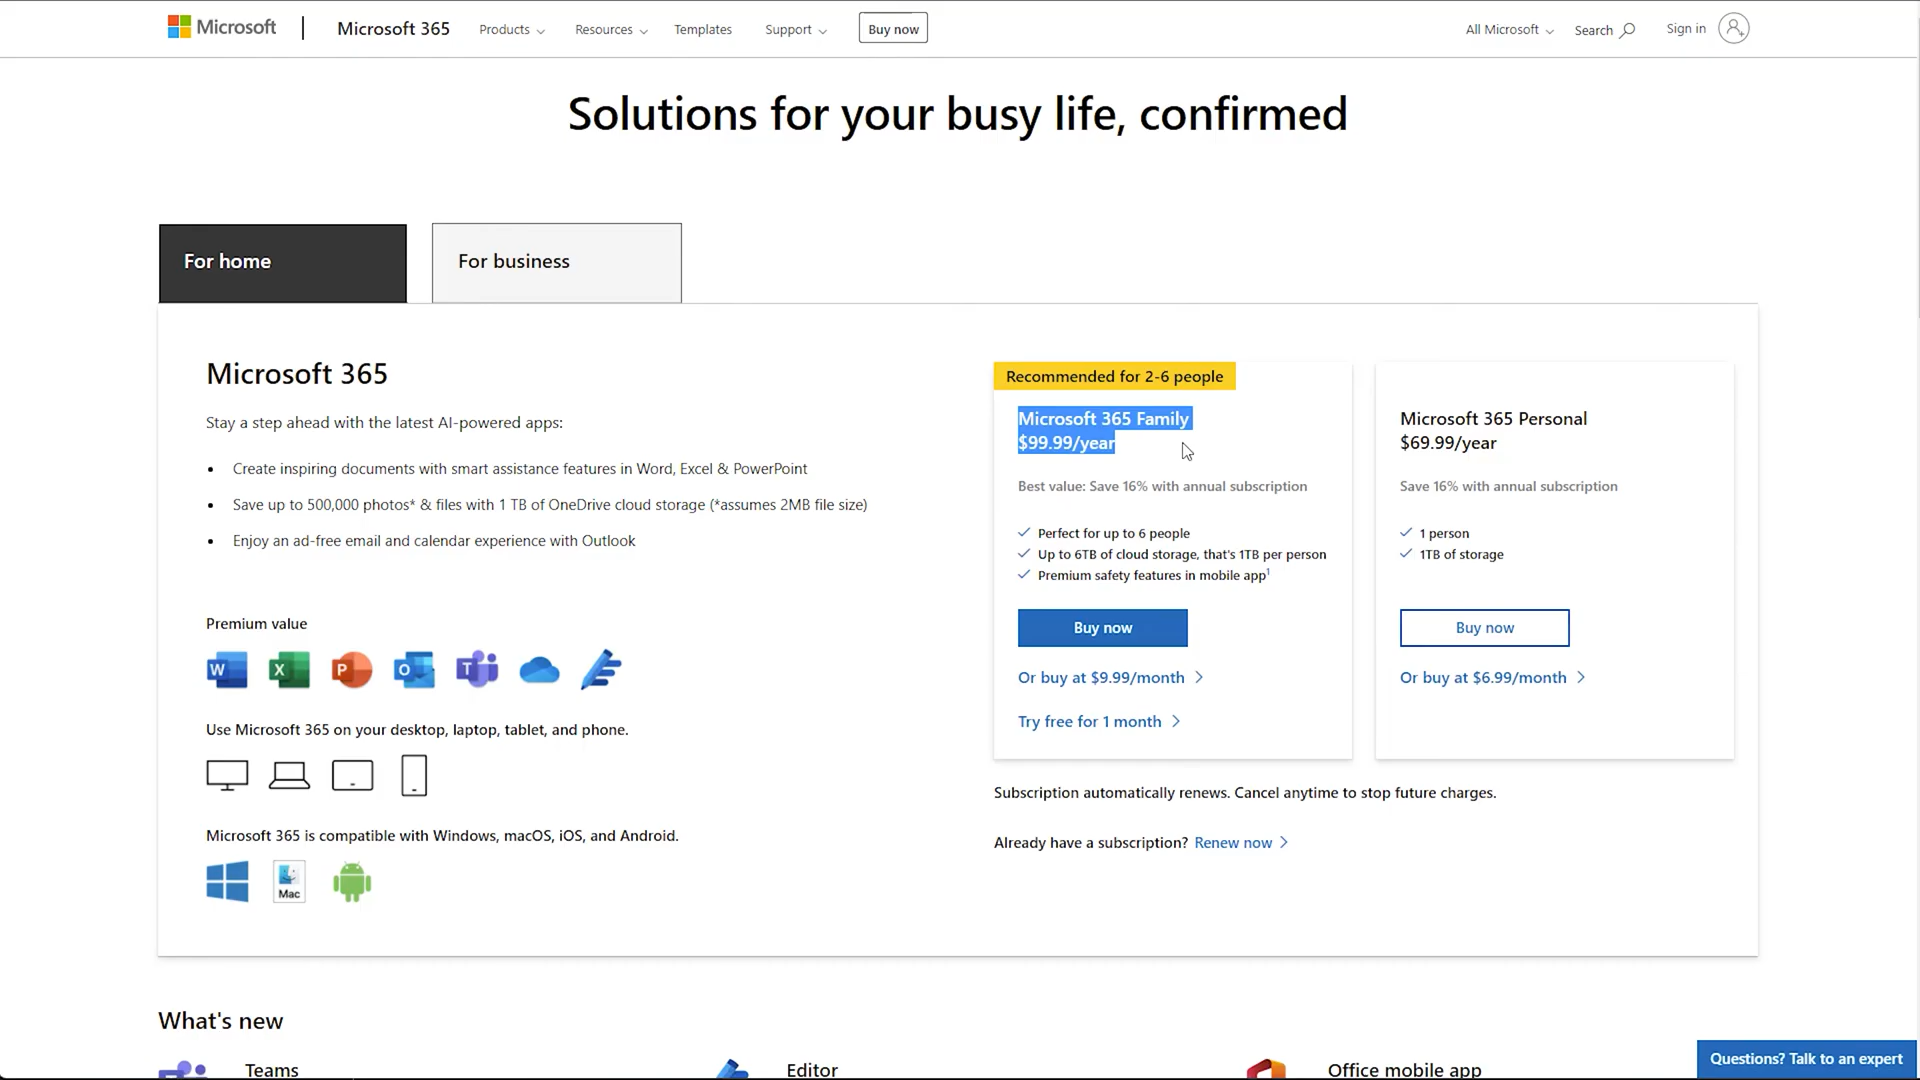 Microsoft
Microsoft 365
Products
Resources
Templates
Support
Buy now
All Microsoft
Search
Sign in
Solutions for your busy life, confirmed
For home
For business
Microsoft 365
Stay a step ahead with the latest AI-powered apps:
• Create inspiring documents with smart assistance features in Word, Excel & PowerPoint
• Save up to 500,000 photos* & files with 1 TB of OneDrive cloud storage (*assumes 2MB file size)
• Enjoy an ad-free email and calendar experience with Outlook
Premium value
W
X
P
O
T
Use Microsoft 365 on your desktop, laptop, tablet, and phone.
Microsoft 365 is compatible with Windows, macOS, iOS, and Android.
Mac
Recommended for 2-6 people
Microsoft 365 Family
$99.99/year
Best value: Save 16% with annual subscription
Perfect for up to 6 people
Up to 6TB of cloud storage, that's 1TB per person
Premium safety features in mobile app¹
Buy now
Or buy at $9.99/month
Try free for 1 month
Microsoft 365 Personal
$69.99/year
Save 16% with annual subscription
1 person
1TB of storage
Buy now
Or buy at $6.99/month
Subscription automatically renews. Cancel anytime to stop future charges.
Already have a subscription? Renew now
What's new
Teams
Editor
Office mobile app
Questions? Talk to an expert